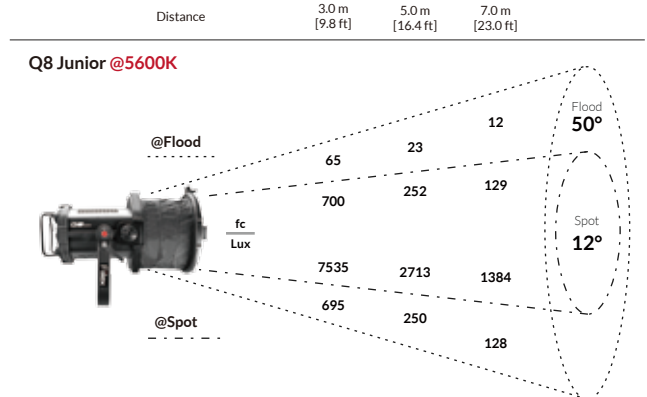 Distance 3.0 m 5.0 m 7.0 m
[9.8 ft] [16.4 ft] [23.0 ft]
Q8 Junior @5600K
Flood
50°
12
@Flood
23
65
129
252
700
Spot
12°
fc
Lux
7535 2713 1384
695 250
@Spot
128